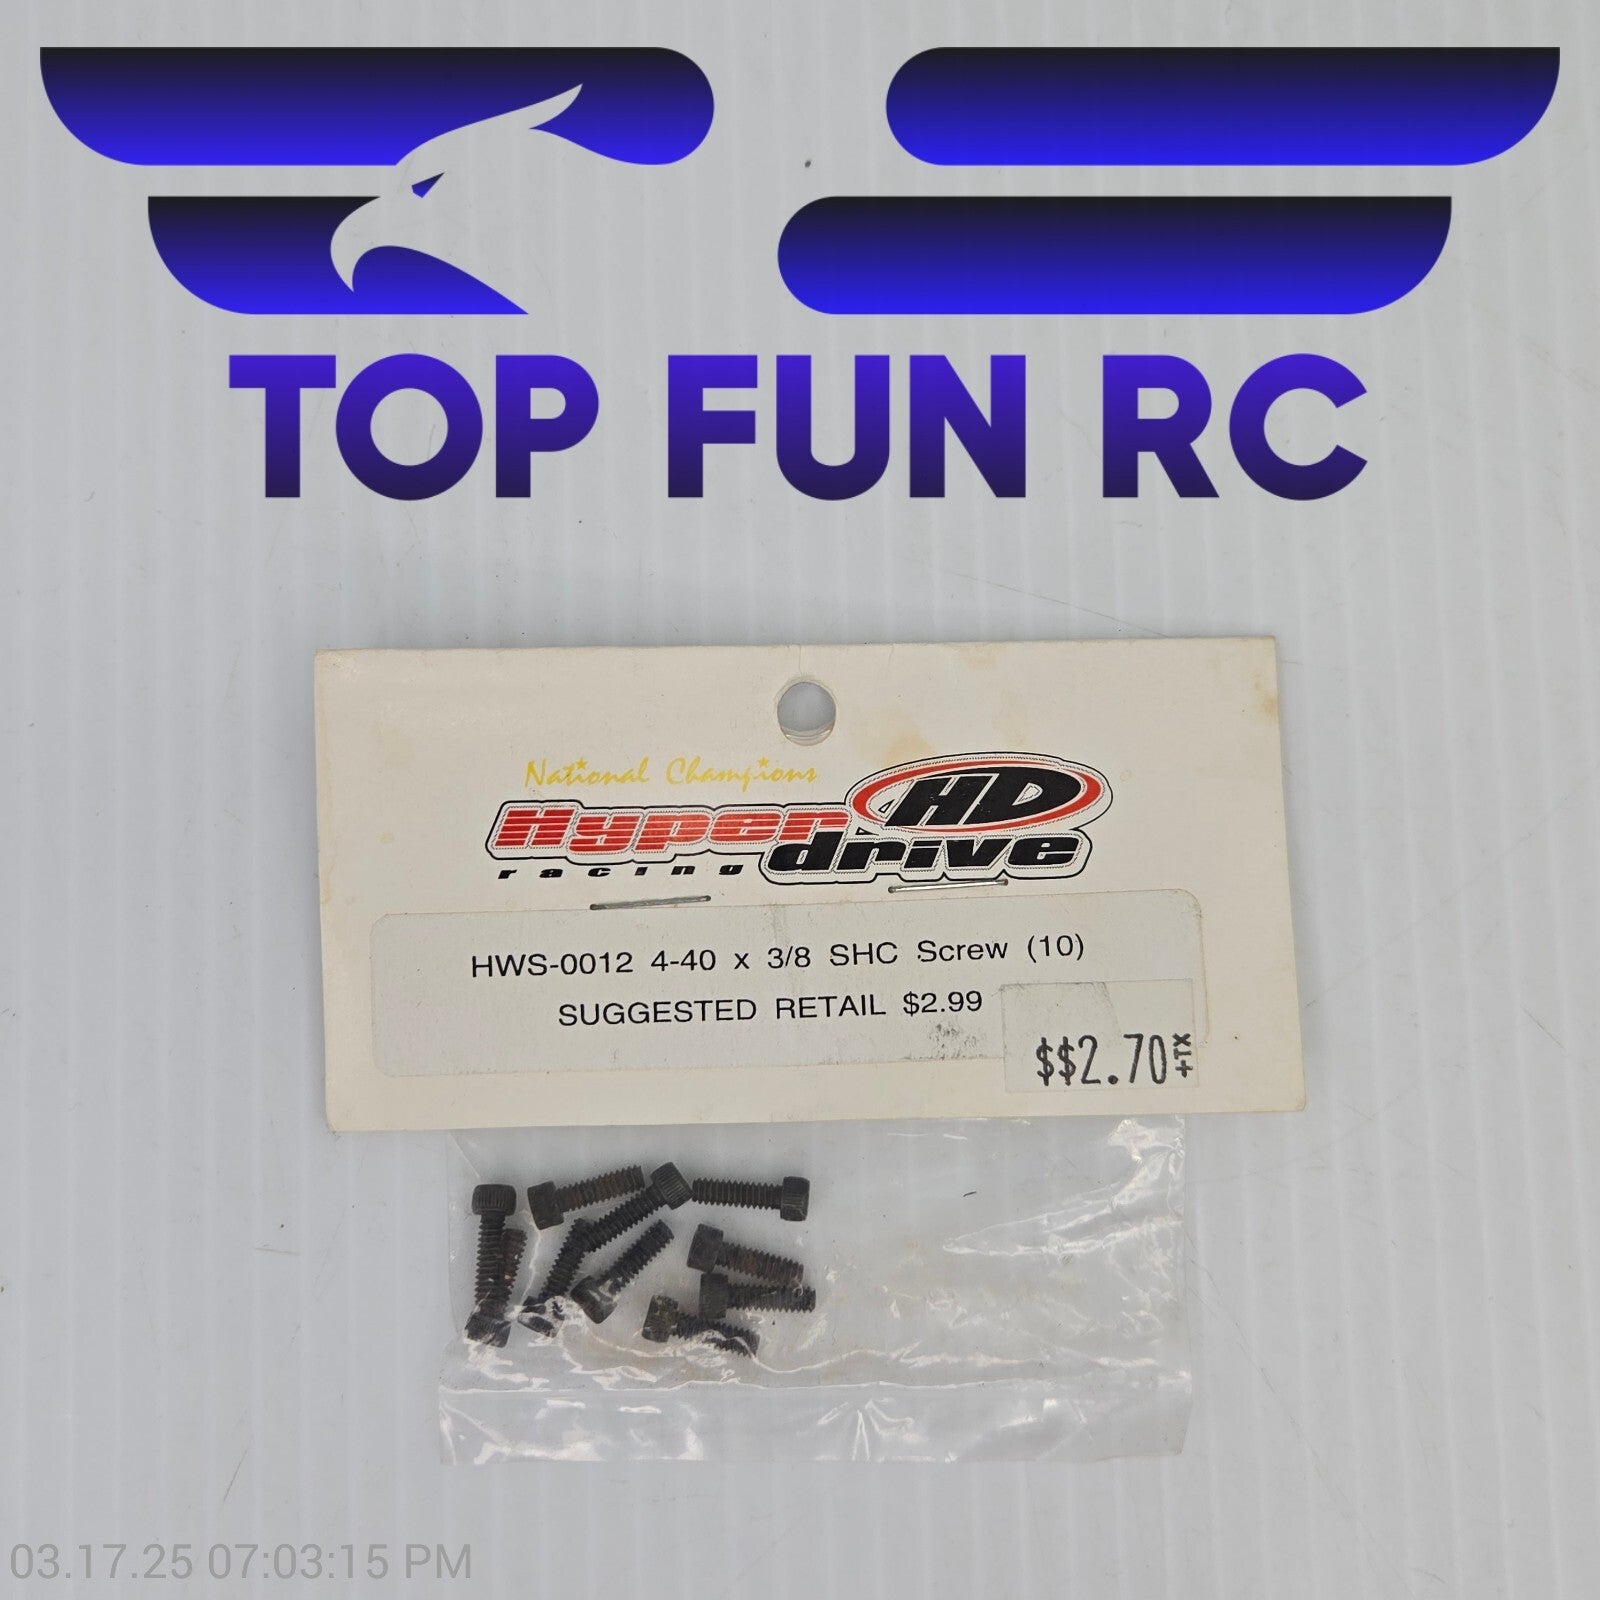 TOP FUN RC
National Champions
HD
Hyper
drive
racing
HWS-0012 4-40 x 3/8 SHC Screw (10)
SUGGESTED RETAIL $2.99
$$2.70+TX
03.17.25 07:03:15 PM